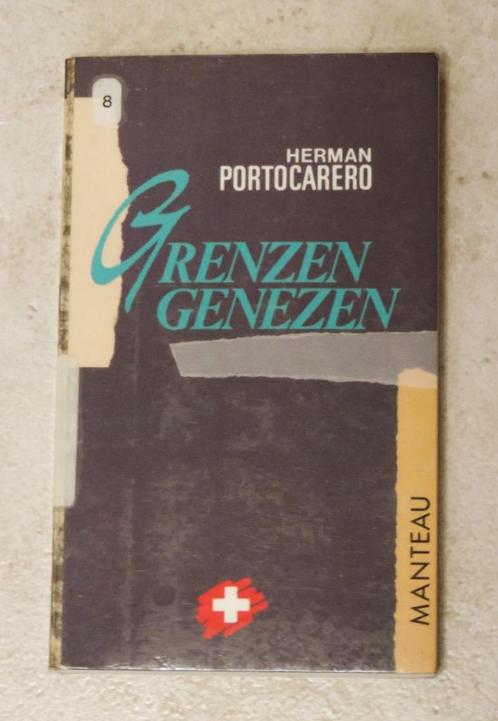 8
HERMAN
PORTOCARERO
GRENZEN
GENEZEN
MANTEAU